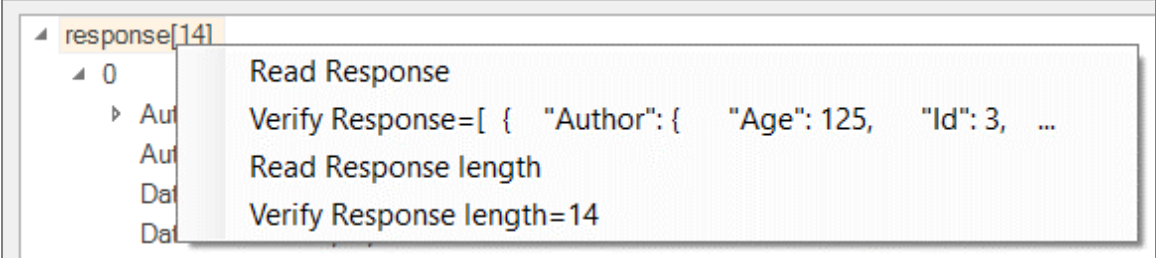 response[14]
Read Response
0
Verify Response=[ { "Author": { "Age": 125, "Id": 3, ...
Aut
Read Response length
Aut
Verify Response length=14
Dat
Dat